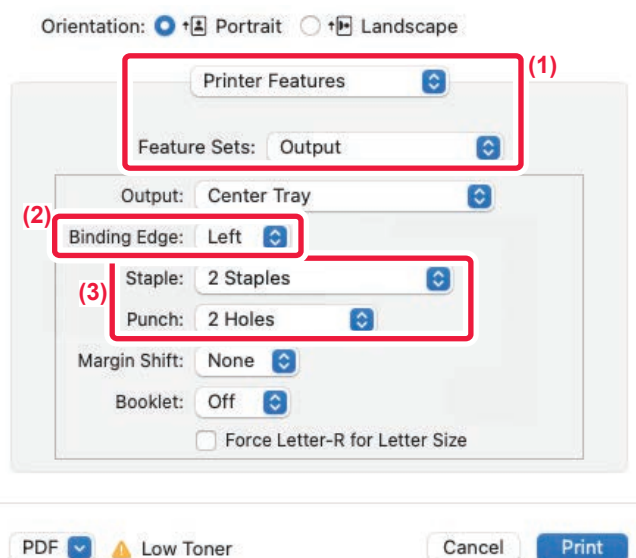 Orientation: Portrait Landscape
(1)
Printer Features
Feature Sets: Output
Output: Center Tray
(2)
Binding Edge: Left
(3)
Staple: 2 Staples
Punch: 2 Holes
Margin Shift: None
Booklet: Off
Force Letter-R for Letter Size
PDF Low Toner Cancel Print